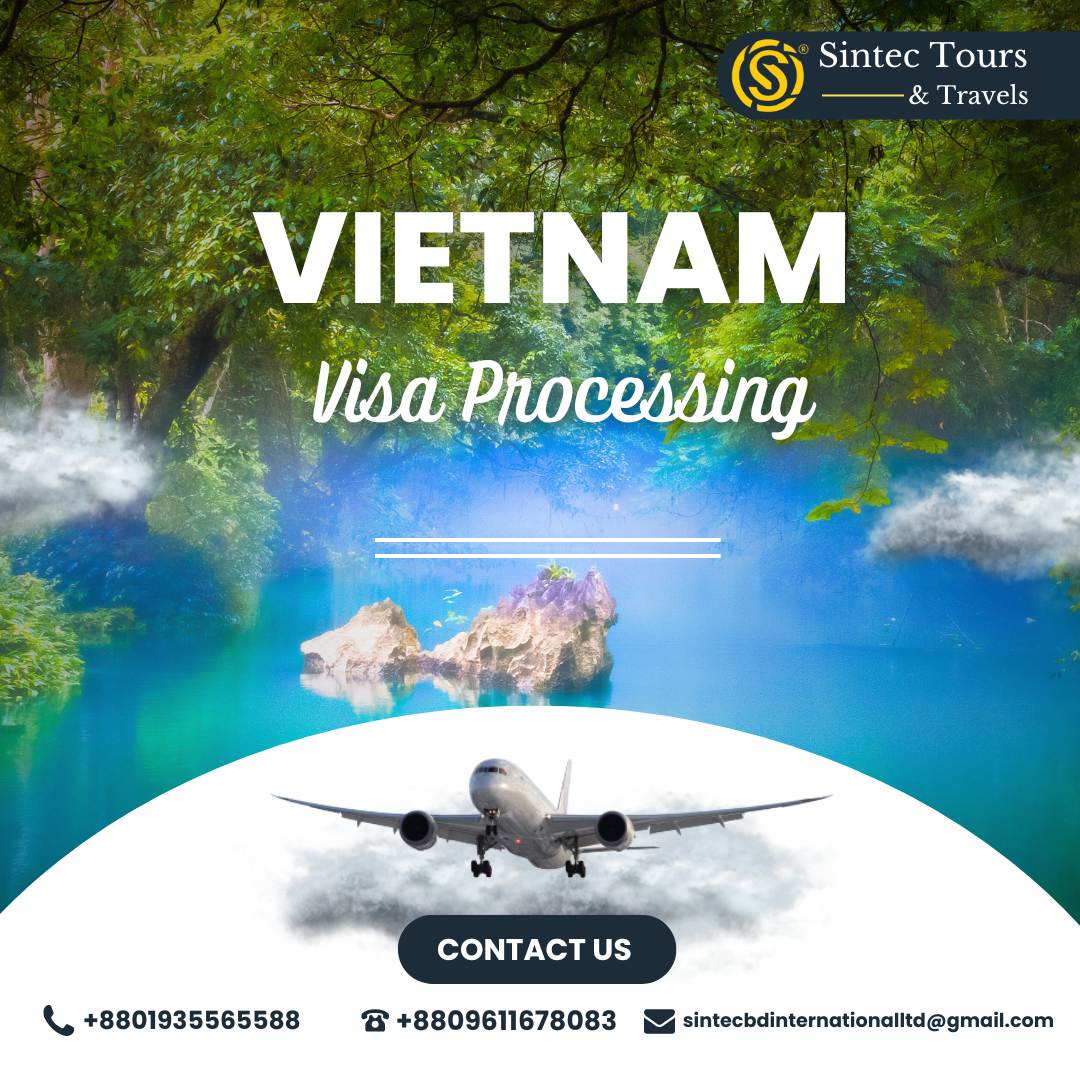 S®
Sintec Tours
& Travels
VIETNAM
Visa Processing
CONTACT US
+8801935565588
+8809611678083
sintecbdinternationalltd@gmail.com